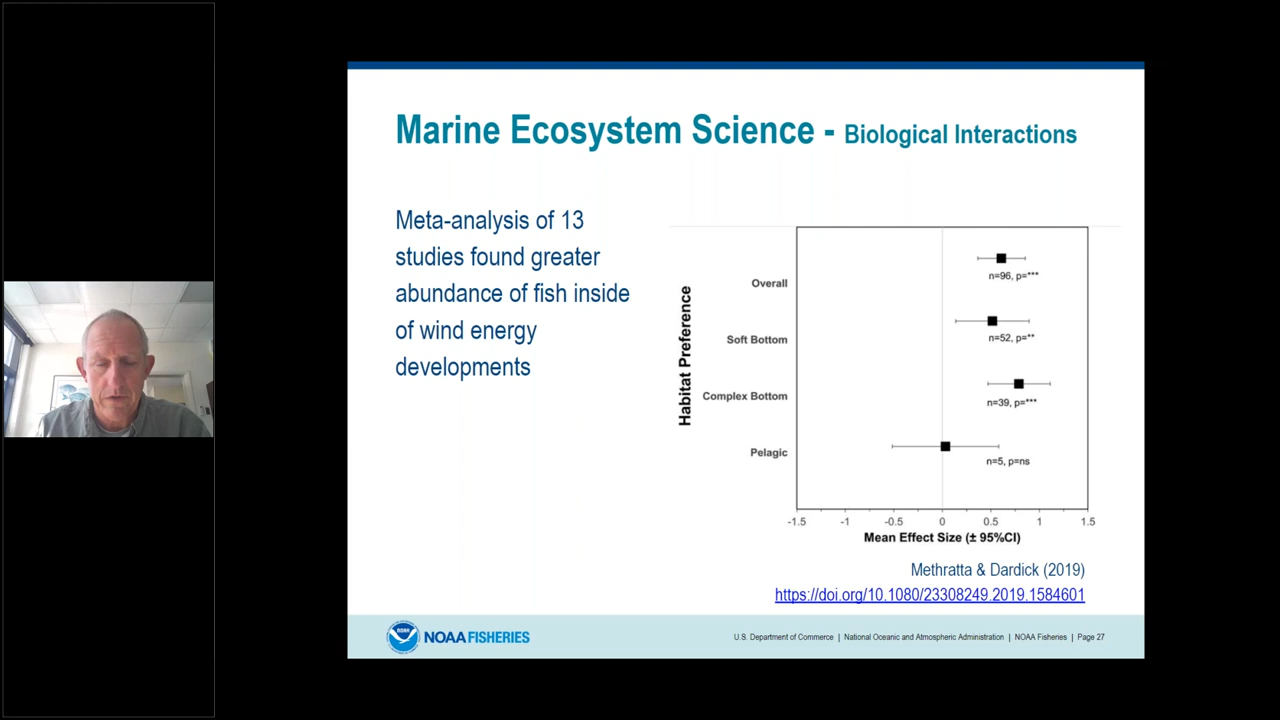 Marine Ecosystem Science - Biological Interactions
Meta-analysis of 13
studies found greater
abundance of fish inside
of wind energy
developments
Habitat Preference
Overall
n=96, p=***
Soft Bottom
n=52, p=**
Complex Bottom
n=39, p=***
Pelagic
n=5, p=ns
-1.5 -1 -0.5 0 0.5 1 1.5
Mean Effect Size (± 95%CI)
Methratta & Dardick (2019)
https://doi.org/10.1080/23308249.2019.1584601
NOAA NOAA FISHERIES
U.S. Department of Commerce | National Oceanic and Atmospheric Administration | NOAA Fisheries | Page 27